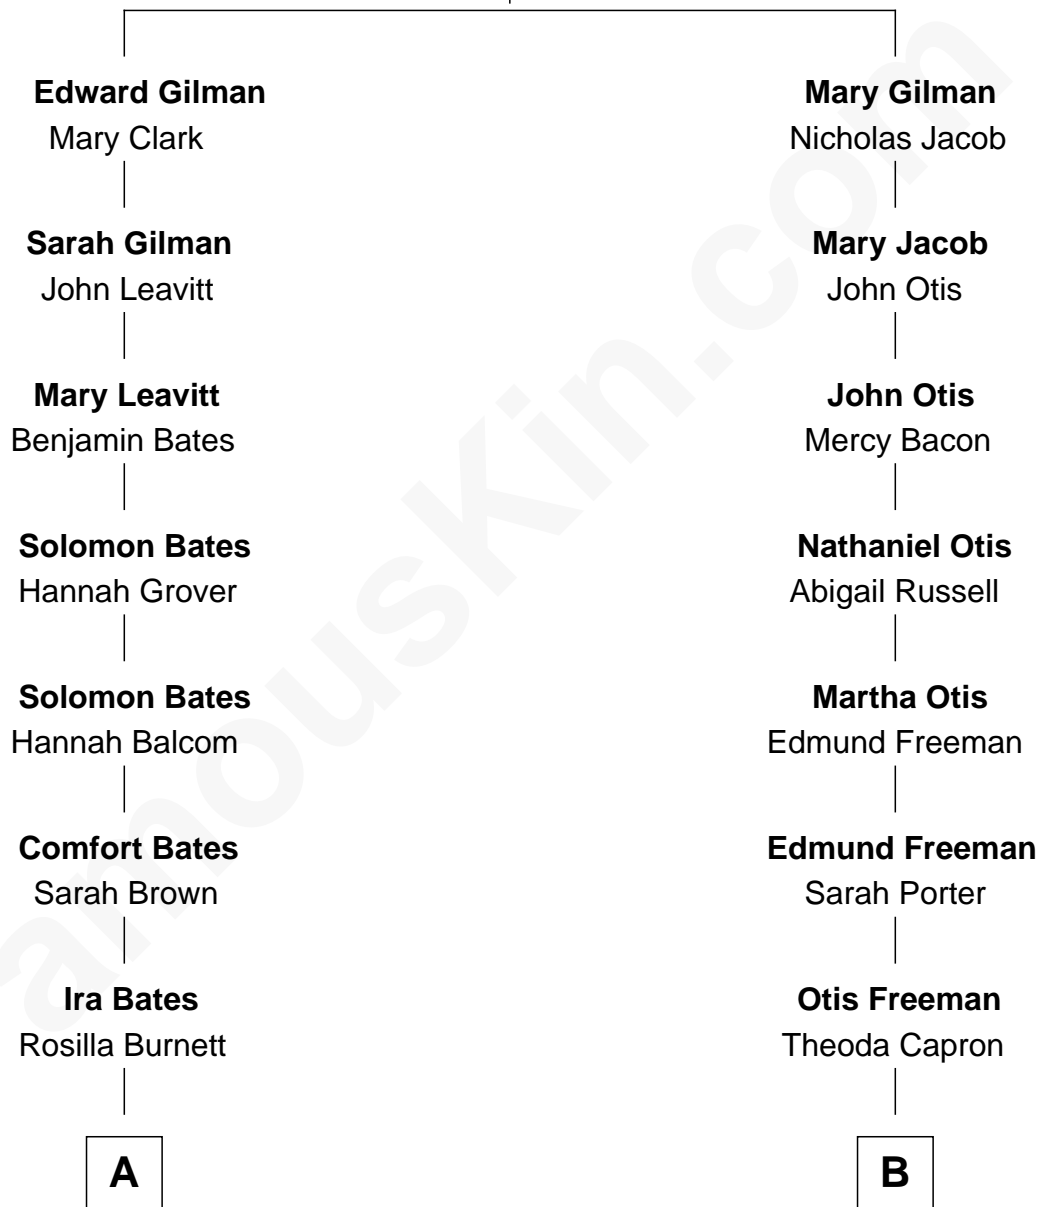 Edward Gilman
Mary Clark
Sarah Gilman
John Leavitt
Mary Leavitt
Benjamin Bates
Solomon Bates
Hannah Grover
Solomon Bates
Hannah Balcom
Comfort Bates
Sarah Brown
Ira Bates
Rosilla Burnett
A
Mary Gilman
Nicholas Jacob
Mary Jacob
John Otis
John Otis
Mercy Bacon
Nathaniel Otis
Abigail Russell
Martha Otis
Edmund Freeman
Edmund Freeman
Sarah Porter
Otis Freeman
Theoda Capron
B
amousKin.com